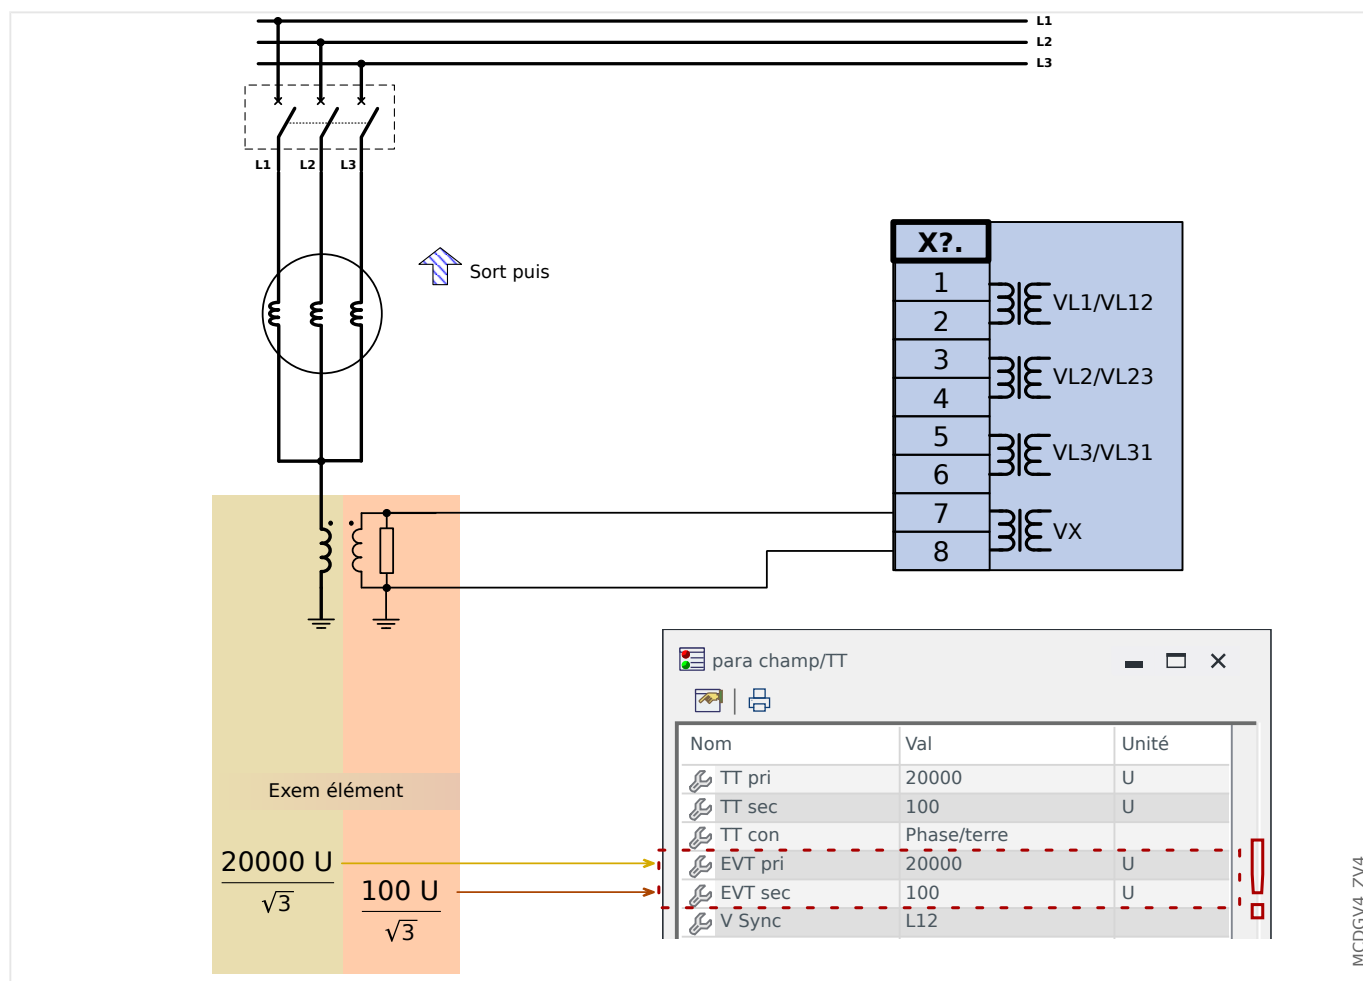 L1
L2
L3
L1 L2 L3
Sort puis
X?.
1
2
VL1/VL12
3
4
VL2/VL23
5
6
VL3/VL31
7
8
VX
para champ/TT
Nom Val Unité
TT pri 20000 U
TT sec 100 U
TT con Phase/terre
EVT pri 20000 U
EVT sec 100 U
V Sync L12
Exem élément
20000 U
√3
100 U
√3
MCDGV4_ZV4